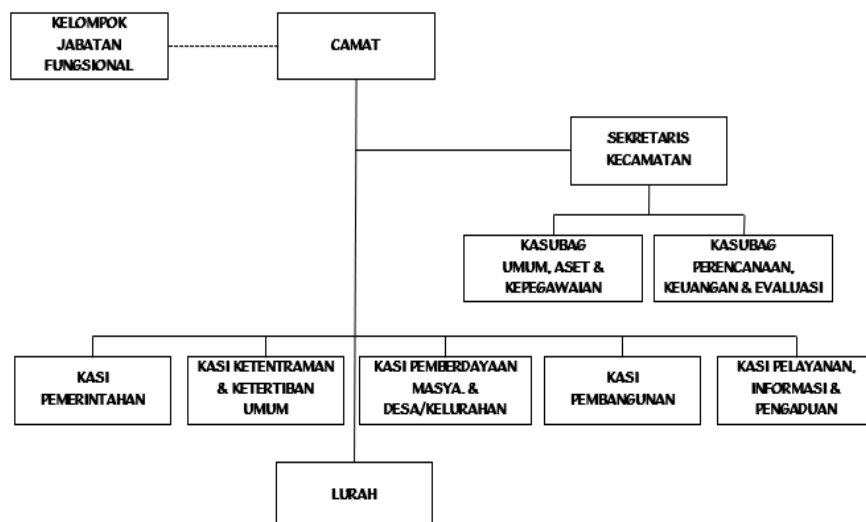 KELOMPOK
JABATAN
FUNGSIONAL
CAMAT
SEKRETARIS
KECAMATAN
KASUBAG
UMUM, ASET &
KEPEGAWAIAN
KASUBAG
PERENCANAAN,
KEUANGAN & EVALUASI
KASI
PEMERINTAHAN
KASI KETENTRAMAN
& KETERTIBAN
UMUM
KASI PEMBERDAYAAN
MASYA. &
DESA/KELURAHAN
KASI
PEMBANGUNAN
KASI PELAYANAN,
INFORMASI &
PENGADUAN
LURAH